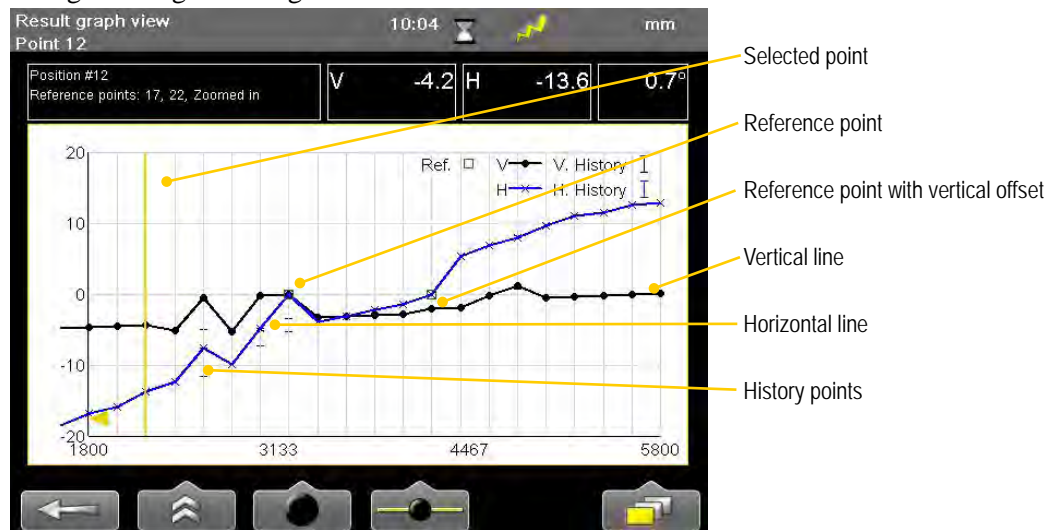 Result graph view
10:04
mm
Point 12
Position #12
Reference points: 17, 22, Zoomed in
V -4.2
H -13.6
0.7°
Ref. V V. History
H H. History
20
10
0
-10
-20
1800 3133 4467 5800
Selected point
Reference point
Reference point with vertical offset
Vertical line
Horizontal line
History points